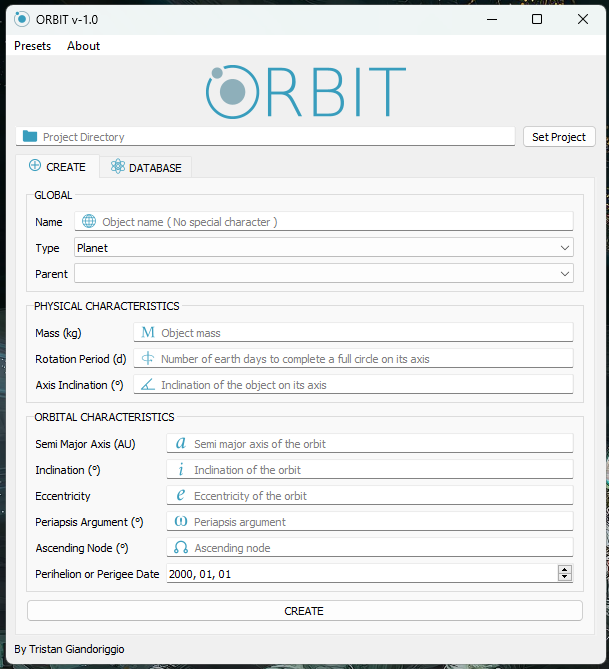 ORBIT v-1.0
Presets About
ORBIT
Project Directory Set Project
CREATE DATABASE
GLOBAL
Name Object name ( No special character )
Type Planet
Parent
PHYSICAL CHARACTERISTICS
Mass (kg) M Object mass
Rotation Period (d) Number of earth days to complete a full circle on its axis
Axis Inclination (°) Inclination of the object on its axis
ORBITAL CHARACTERISTICS
Semi Major Axis (AU) a Semi major axis of the orbit
Inclination (°) i Inclination of the orbit
Eccentricity e Eccentricity of the orbit
Periapsis Argument (°) ω Periapsis argument
Ascending Node (°) ☊ Ascending node
Perihelion or Perigee Date 2000, 01, 01
CREATE
By Tristan Giandoriggio